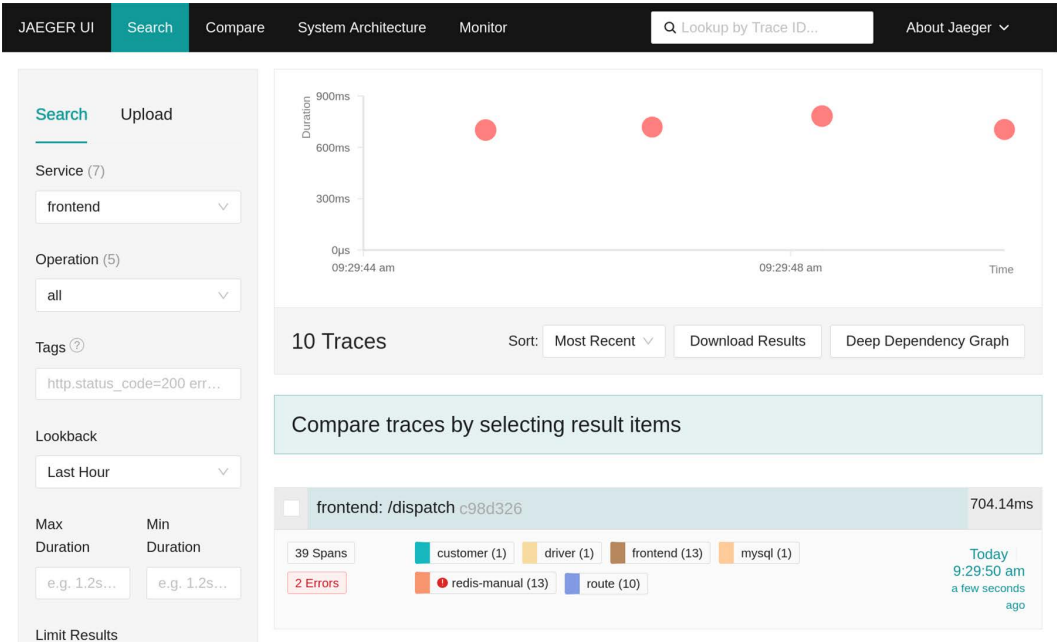 JAEGER UI Search Compare System Architecture Monitor Lookup by Trace ID... About Jaeger
Search Upload
Service (7)
frontend
Operation (5)
all
Tags ?
http.status_code=200 err...
Lookback
Last Hour
Max Duration
Min Duration
e.g. 1.2s... e.g. 1.2s...
Limit Results
Duration
900ms
600ms
300ms
0μs
09:29:44 am 09:29:48 am Time
10 Traces Sort: Most Recent Download Results Deep Dependency Graph
Compare traces by selecting result items
frontend: /dispatch c98d326 704.14ms
39 Spans customer (1) driver (1) frontend (13) mysql (1)
2 Errors redis-manual (13) route (10)
Today
9:29:50 am
a few seconds
ago